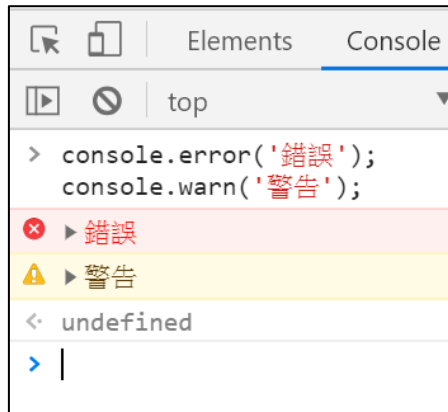 Elements Console
top
> console.error('錯誤');
console.warn('警告');
▶錯誤
▶警告
undefined
>